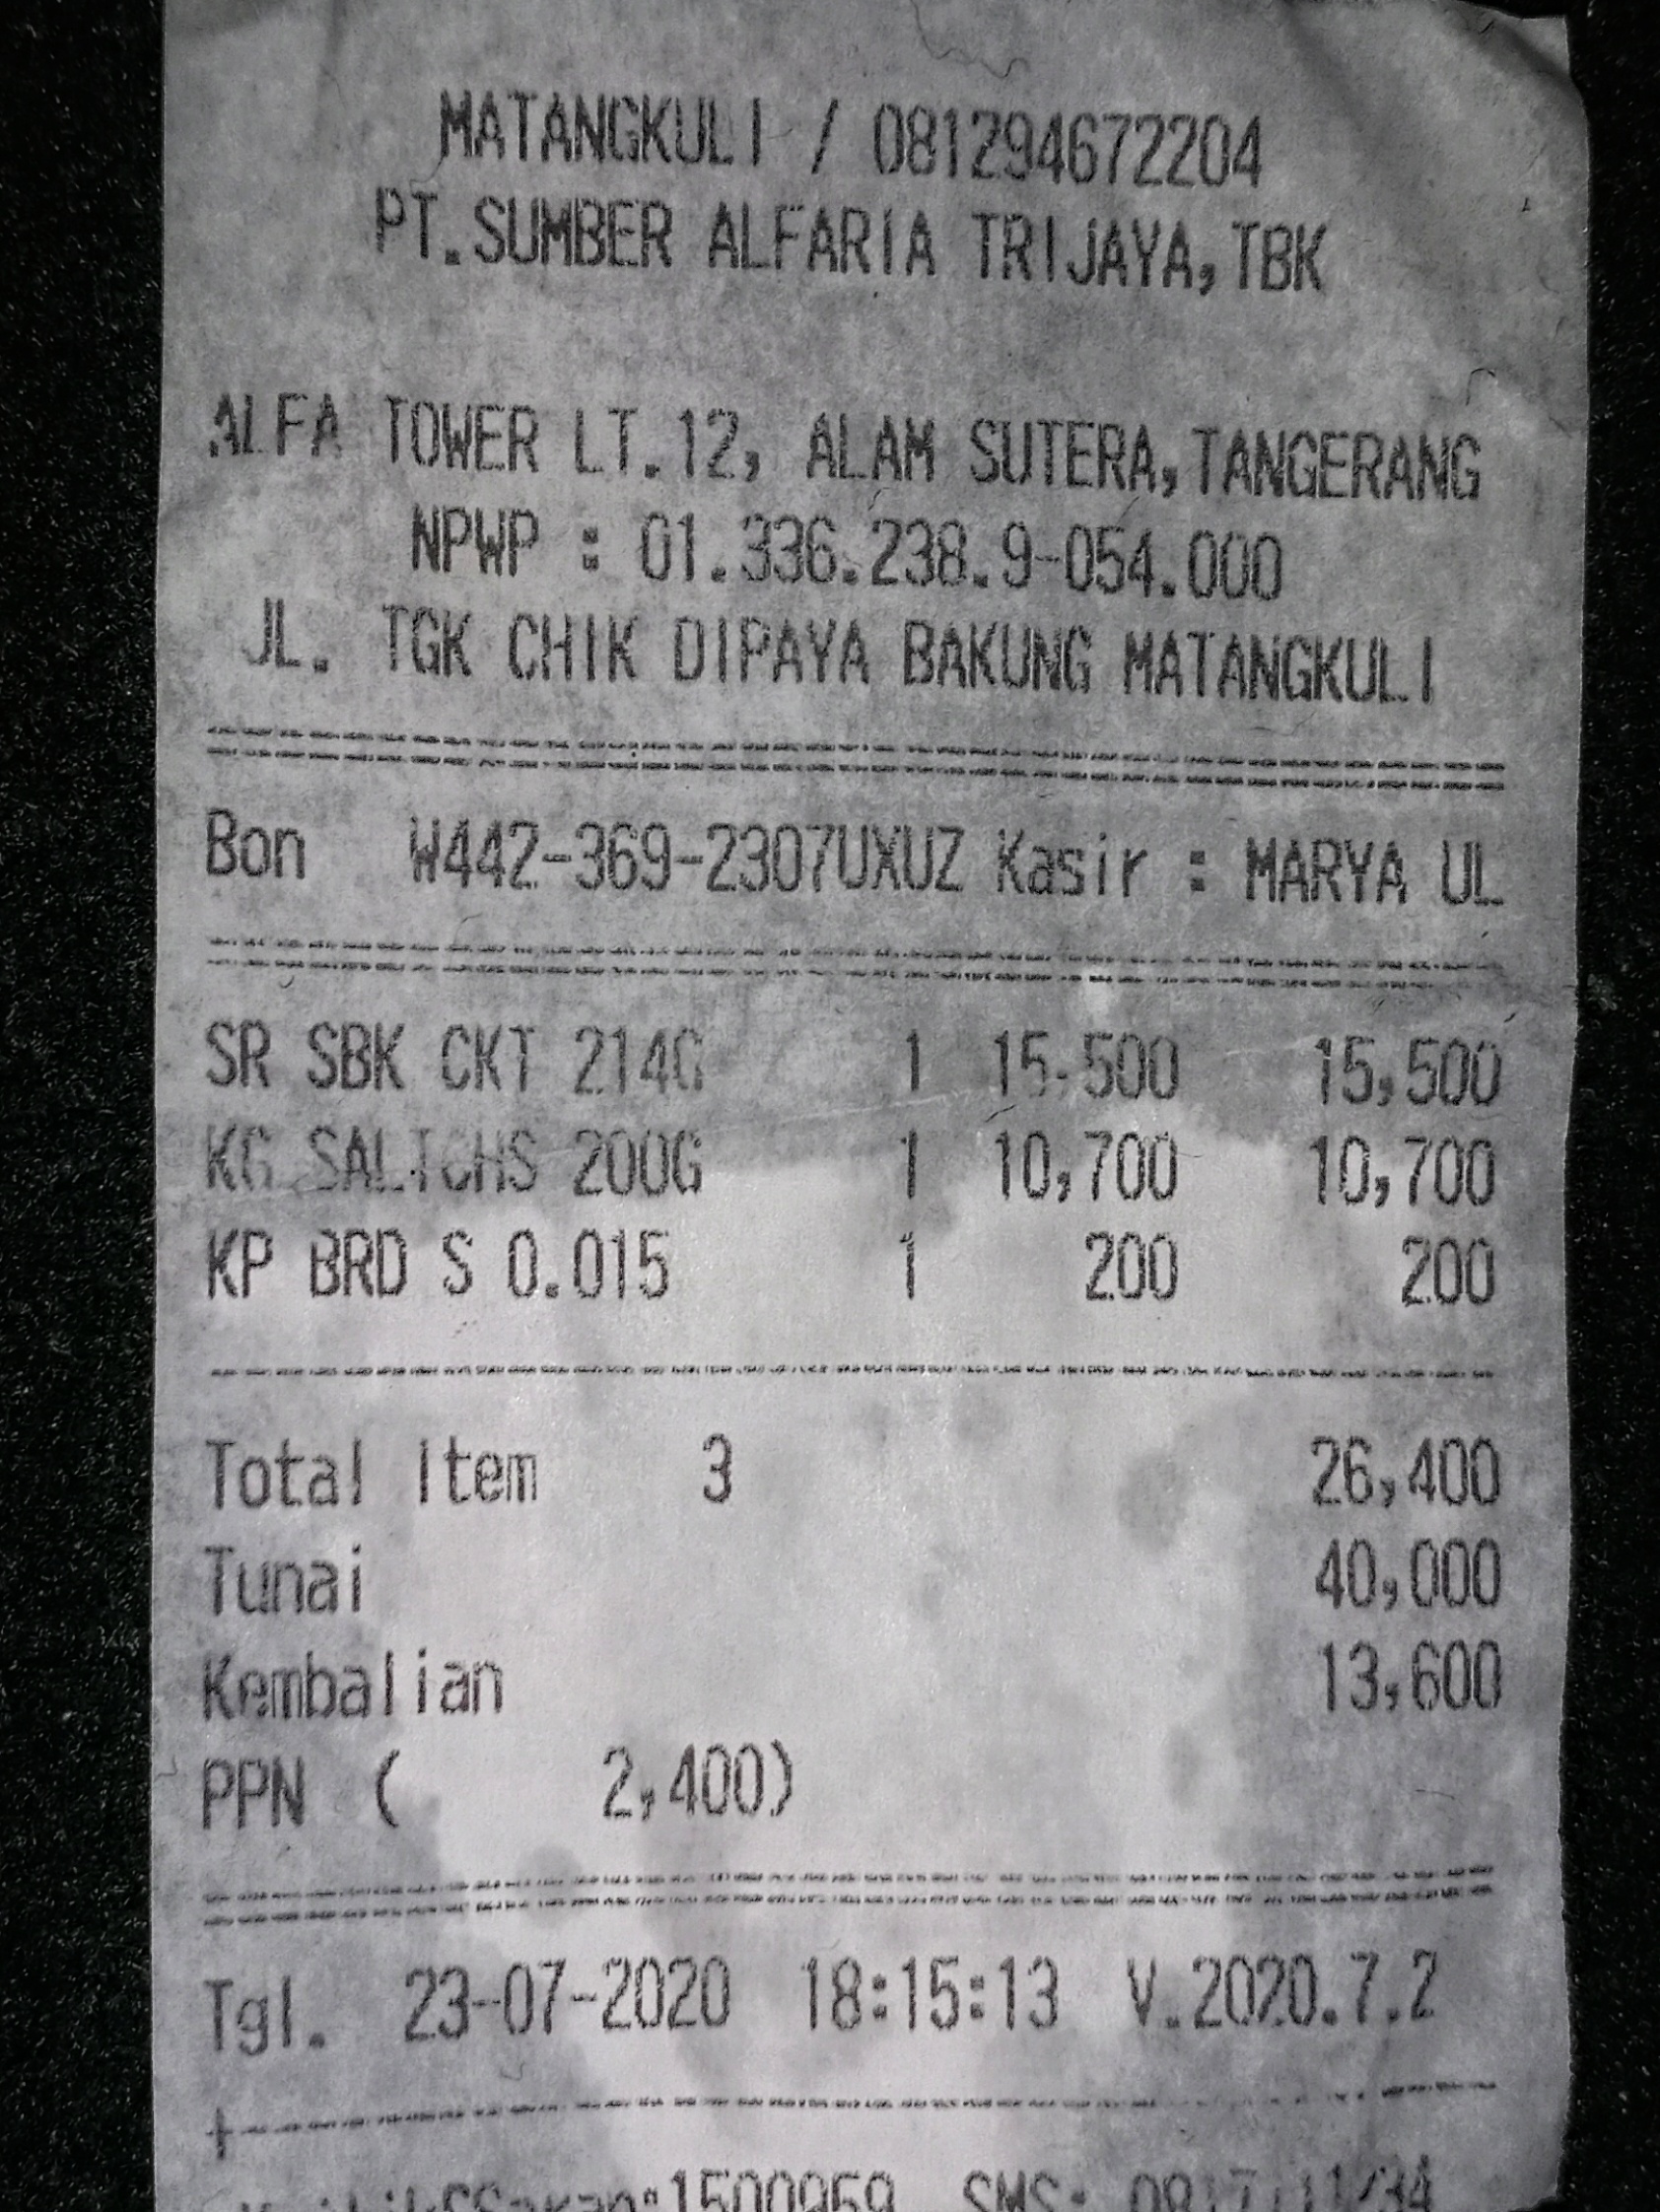 MATANGKULI / 081294672204
PT.SUMBER ALFARIA TRIJAYA,TBK
ALFA TOWER LT.12, ALAM SUTERA,TANGERANG
NPWP : 01.336.238.9-054.000
JL. TGK CHIK DIPAYA BAKUNG MATANGKULI
Bon W442-369-2307UXUZ Kasir : MARYA UL
SR SBK CKT 214G 1 15,500 15,500
KG SALTCHS 200G 1 10,700 10,700
KP BRD S 0.015 1 200 200
Total Item 3 26,400
Tunai 40,000
Kembalian 13,600
PPN ( 2,400)
Tgl. 23-07-2020 18:15:13 V.2020.7.2
SMS: